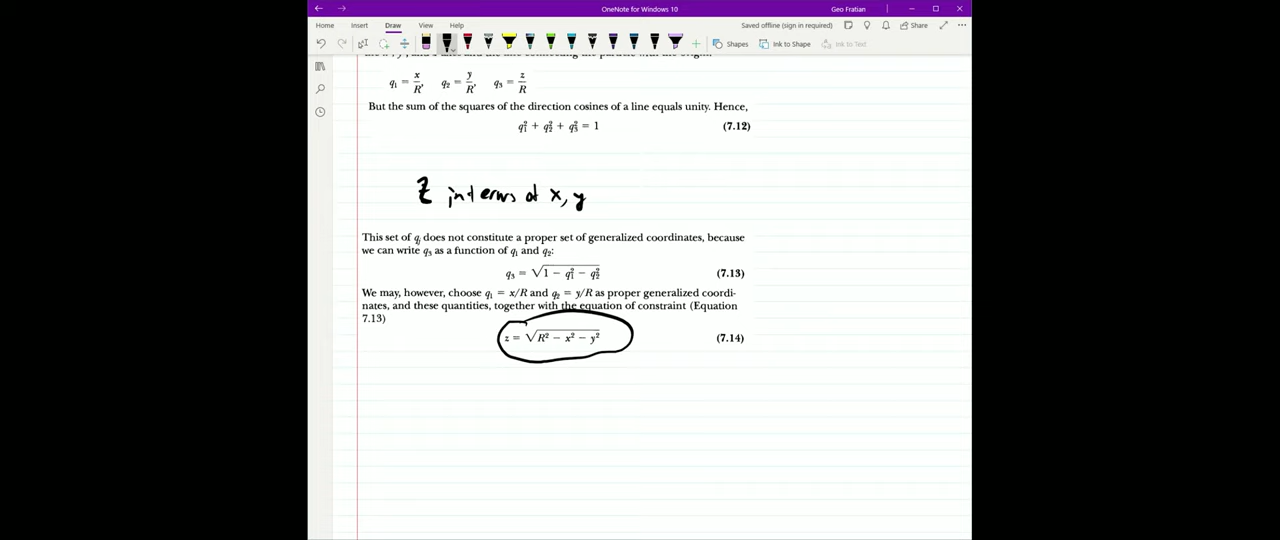 OneNote for Windows 10
Geo Fratian
Home Insert Draw View Help
Saved offline (sign in required)
Share
Shapes
Ink to Shape
Ink to Text
q₁ = x/R, q₂ = y/R, q₃ = z/R
But the sum of the squares of the direction cosines of a line equals unity. Hence,
q₁² + q₂² + q₃² = 1 (7.12)
z in terms of x, y
This set of qⱼ does not constitute a proper set of generalized coordinates, because
we can write q₃ as a function of q₁ and q₂:
q₃ = √(1 − q₁² − q₂²) (7.13)
We may, however, choose q₁ = x/R and q₂ = y/R as proper generalized coordi-
nates, and these quantities, together with the equation of constraint (Equation
7.13)
z = √(R² − x² − y²) (7.14)